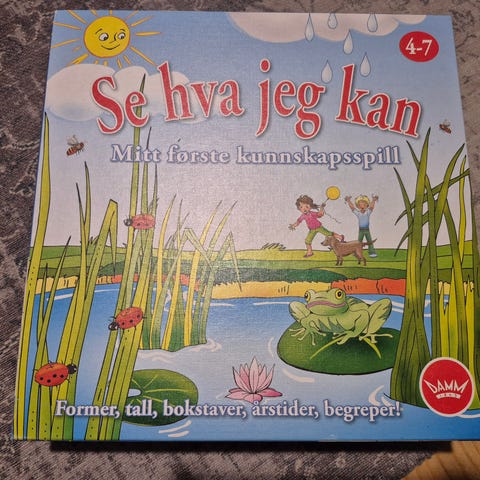 4-7
Se hva jeg kan
Mitt første kunnskapsspill
DAMM
Former, tall, bokstaver, årstider, begreper!